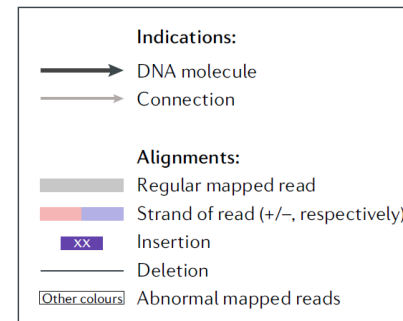 Indications:
DNA molecule
Connection
Alignments:
Regular mapped read
Strand of read (+/–, respectively)
XX Insertion
Deletion
Other colours Abnormal mapped reads